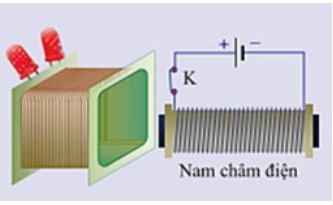 + −
K
Nam châm điện